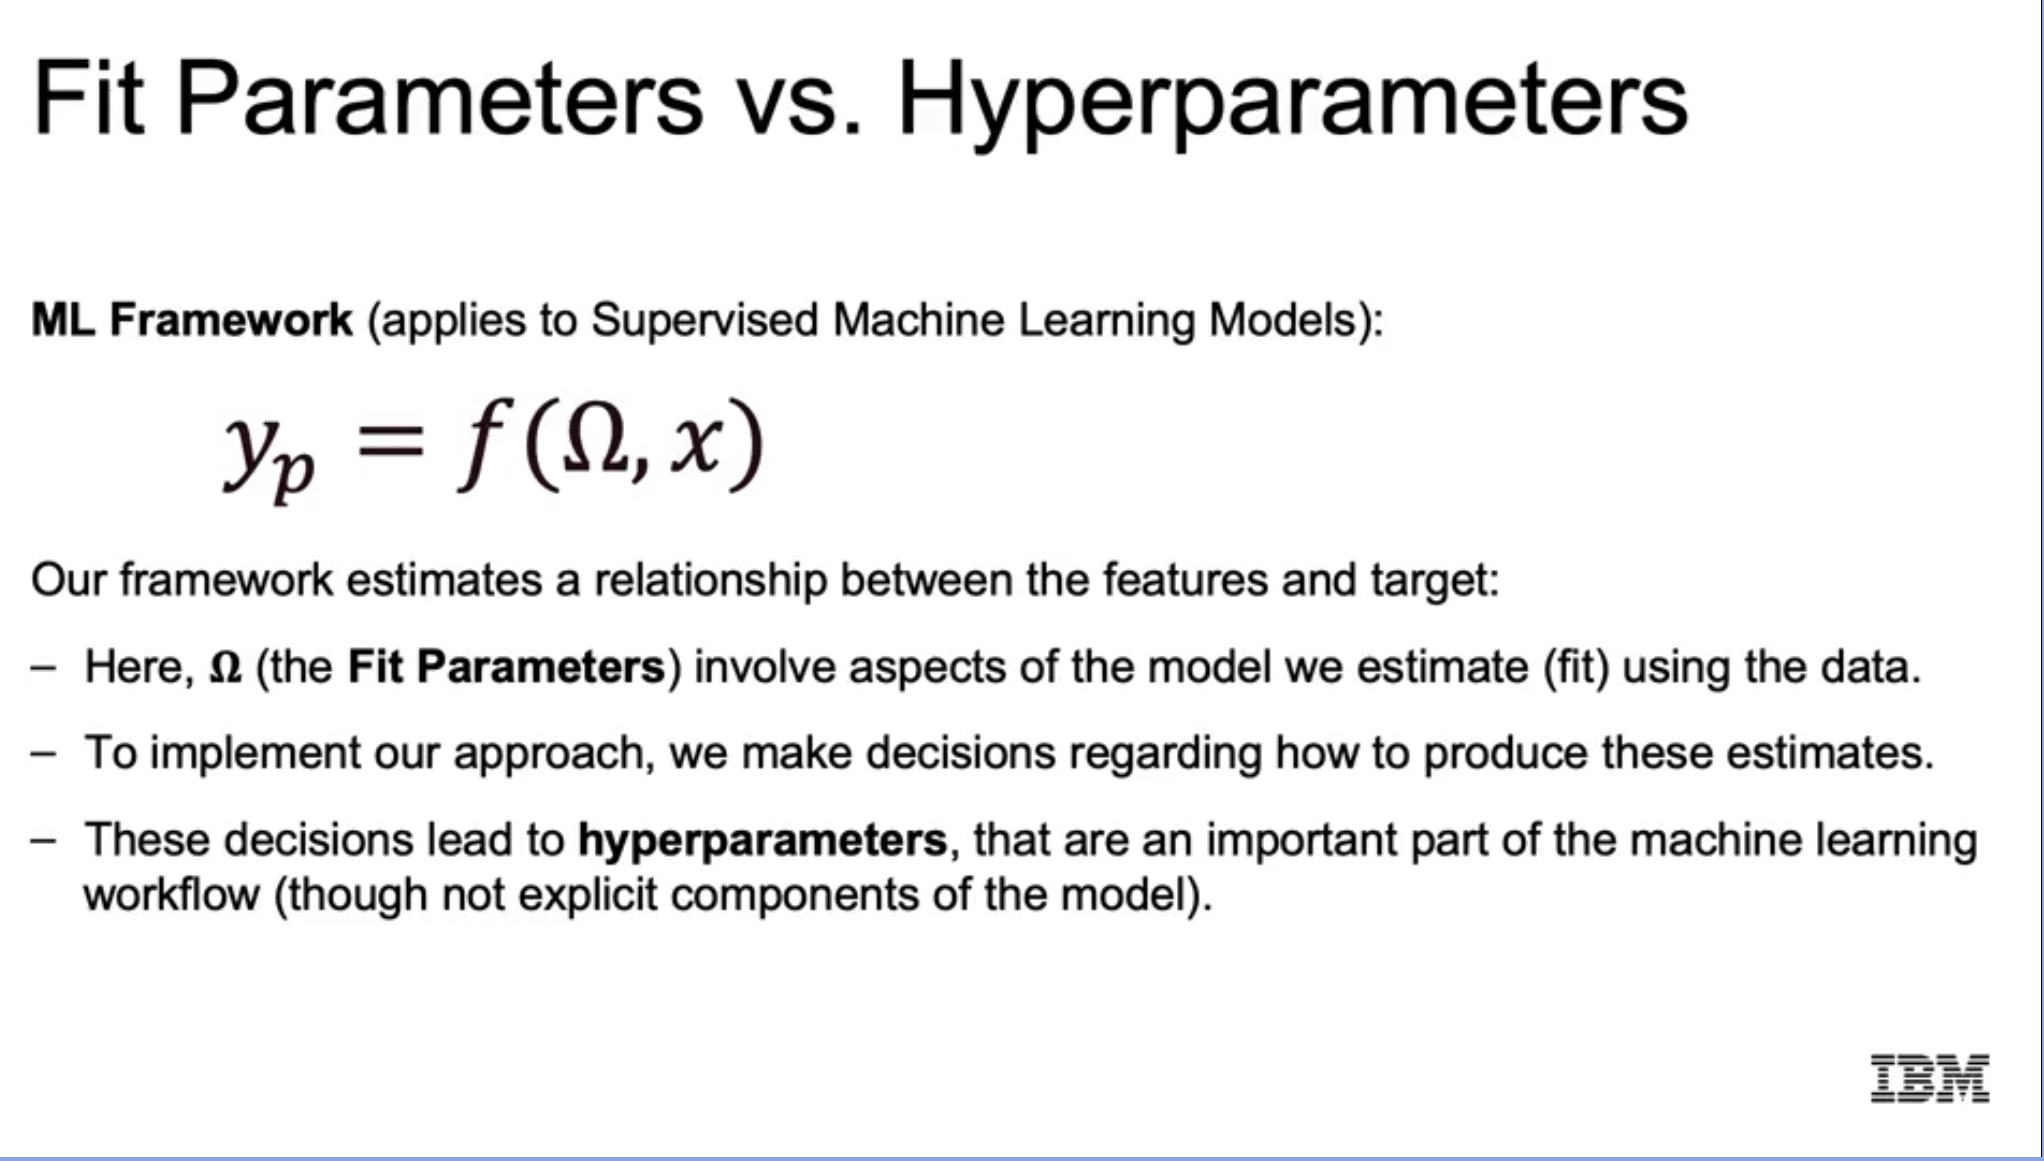 Fit Parameters vs. Hyperparameters
ML Framework (applies to Supervised Machine Learning Models):
yₚ = f(Ω, x)
Our framework estimates a relationship between the features and target:
– Here, Ω (the Fit Parameters) involve aspects of the model we estimate (fit) using the data.
– To implement our approach, we make decisions regarding how to produce these estimates.
– These decisions lead to hyperparameters, that are an important part of the machine learning
workflow (though not explicit components of the model).
IBM